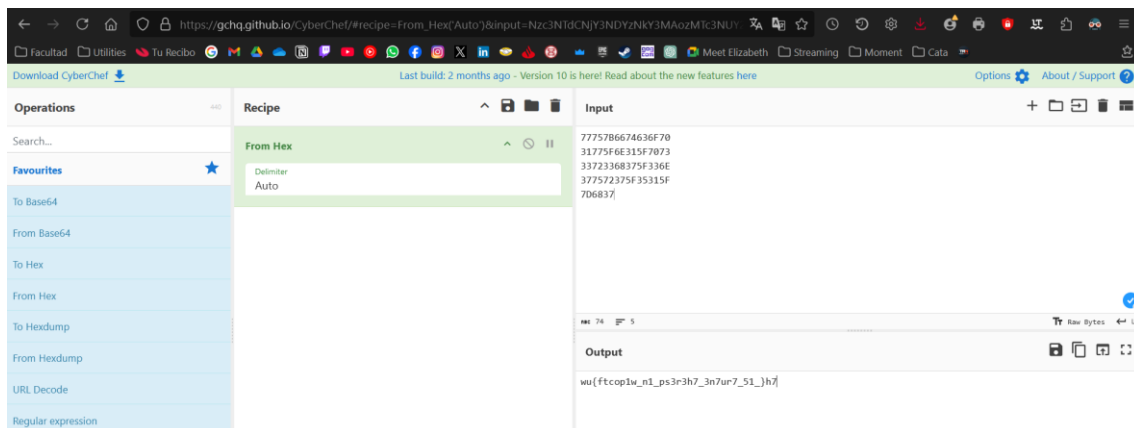 https://gchq.github.io/CyberChef/#recipe=From_Hex('Auto')&input=Nzc3NTdCNjY3NDYzNkY3MAozMTc3NUY
Facultad Utilities Tu Recibo Meet Elizabeth Streaming Moment Cata
Download CyberChef Last build: 2 months ago - Version 10 is here! Read about the new features here Options About / Support
Operations 440
Search...
Favourites
To Base64
From Base64
To Hex
From Hex
To Hexdump
From Hexdump
URL Decode
Regular expression
Recipe
From Hex
Delimiter
Auto
Input
77757B6674636F70
31775F6E315F7073
33723368375F336E
377572375F35315F
7D6837
ABC 74 5 Raw Bytes
Output
wu{ftcop1w_n1_ps3r3h7_3n7ur7_51_}h7